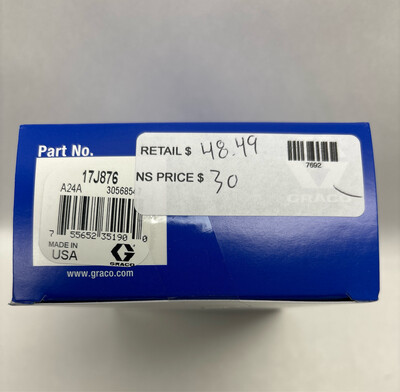 Part No.
17J876
A24A 3056854
7 55652 35190 0
MADE IN
USA
GRACO
www.graco.com
RETAIL $ 48.49
7692
NS PRICE $ 30
GRACO